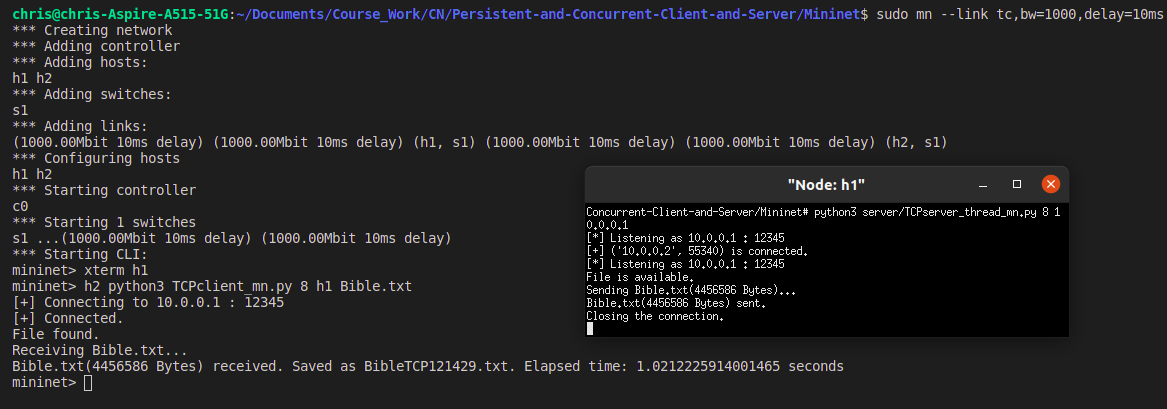 chris@chris-Aspire-A515-51G:~/Documents/Course_Work/CN/Persistent-and-Concurrent-Client-and-Server/Mininet$ sudo mn --link tc,bw=1000,delay=10ms
*** Creating network
*** Adding controller
*** Adding hosts:
h1 h2
*** Adding switches:
s1
*** Adding links:
(1000.00Mbit 10ms delay) (1000.00Mbit 10ms delay) (h1, s1) (1000.00Mbit 10ms delay) (1000.00Mbit 10ms delay) (h2, s1)
*** Configuring hosts
h1 h2
*** Starting controller
c0
*** Starting 1 switches
s1 ...(1000.00Mbit 10ms delay) (1000.00Mbit 10ms delay)
*** Starting CLI:
mininet> xterm h1
mininet> h2 python3 TCPclient_mn.py 8 h1 Bible.txt
[+] Connecting to 10.0.0.1 : 12345
[+] Connected.
File found.
Receiving Bible.txt...
Bible.txt(4456586 Bytes) received. Saved as BibleTCP121429.txt. Elapsed time: 1.0212225914001465 seconds
mininet>
"Node: h1"
Concurrent-Client-and-Server/Mininet# python3 server/TCPserver_thread_mn.py 8 1
0.0.0.1
[*] Listening as 10.0.0.1 : 12345
[+] ('10.0.0.2', 55340) is connected.
[*] Listening as 10.0.0.1 : 12345
File is available.
Sending Bible.txt(4456586 Bytes)...
Bible.txt(4456586 Bytes) sent.
Closing the connection.